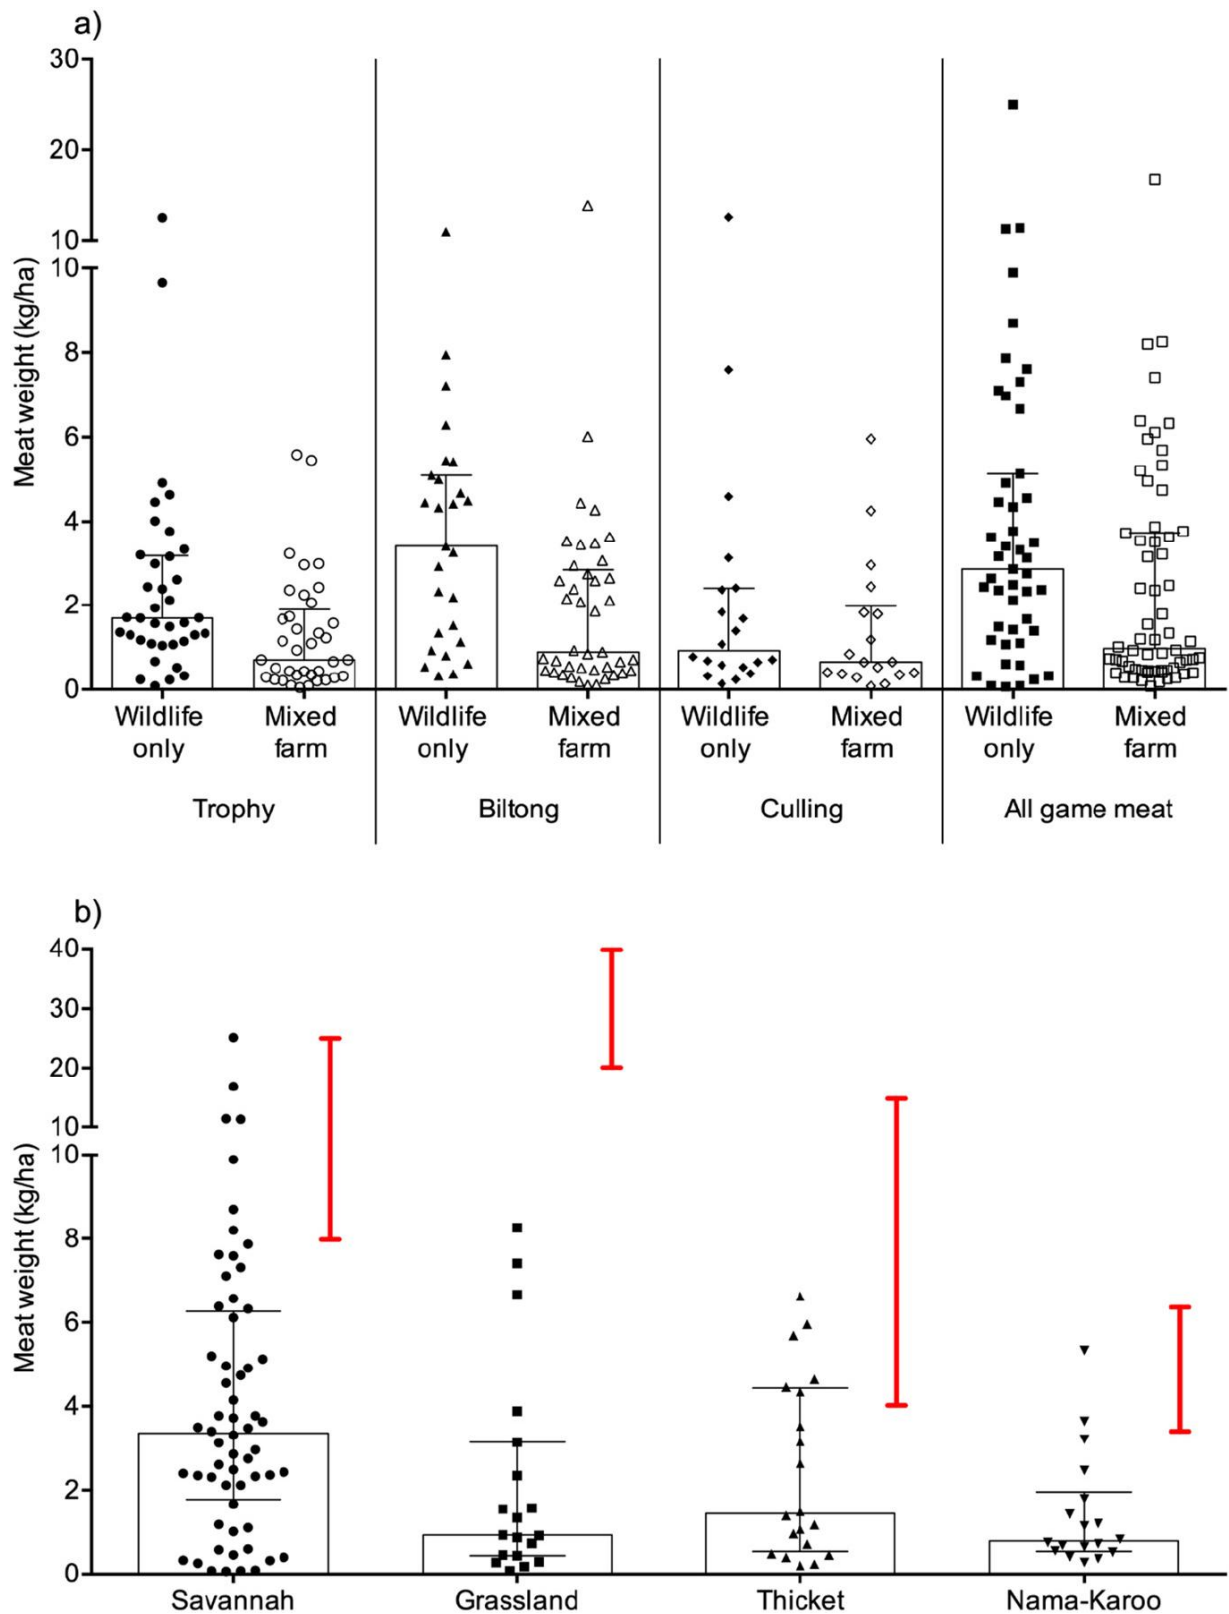 a)
30
20
10
10
8
6
4
2
0
Meat weight (kg/ha)
Wildlife only
Mixed farm
Wildlife only
Mixed farm
Wildlife only
Mixed farm
Wildlife only
Mixed farm
Trophy
Biltong
Culling
All game meat
b)
40
30
20
10
10
8
6
4
2
0
Meat weight (kg/ha)
Savannah
Grassland
Thicket
Nama-Karoo